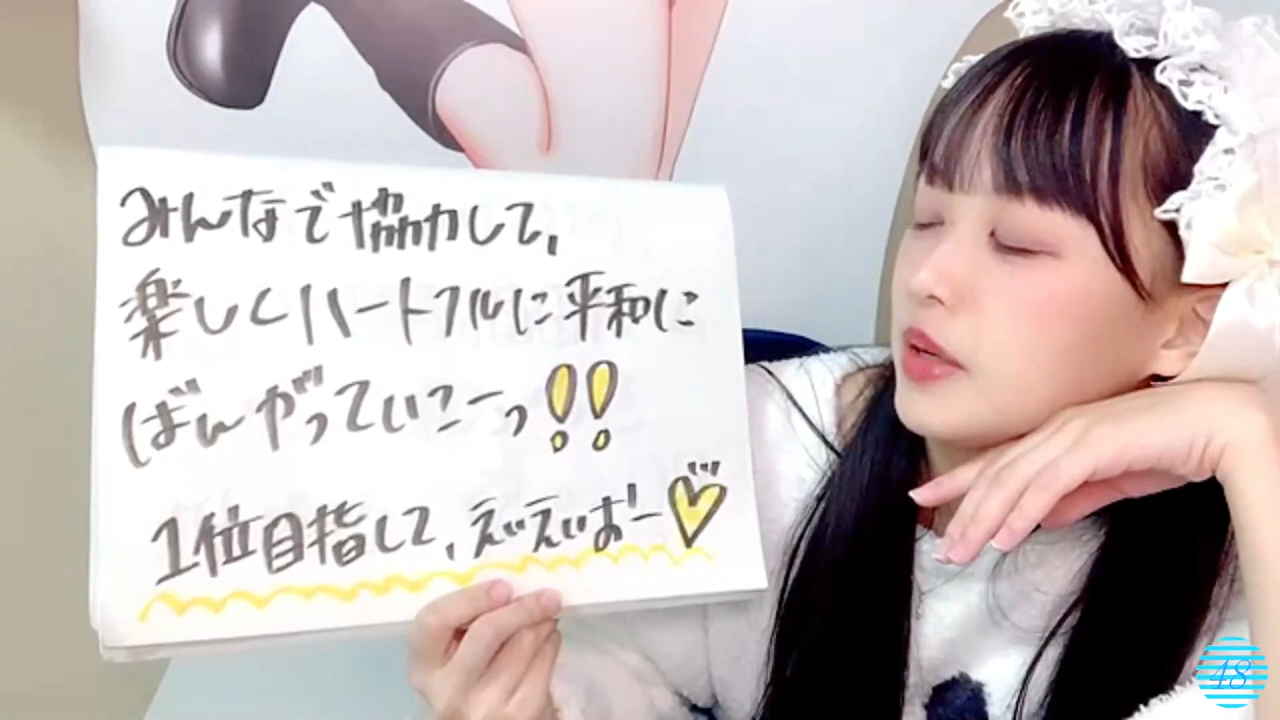 みんなで協力して、
楽しくハートフルに平和に
ばんがっていこーっ!!
1位目指して、えいえいおー
48